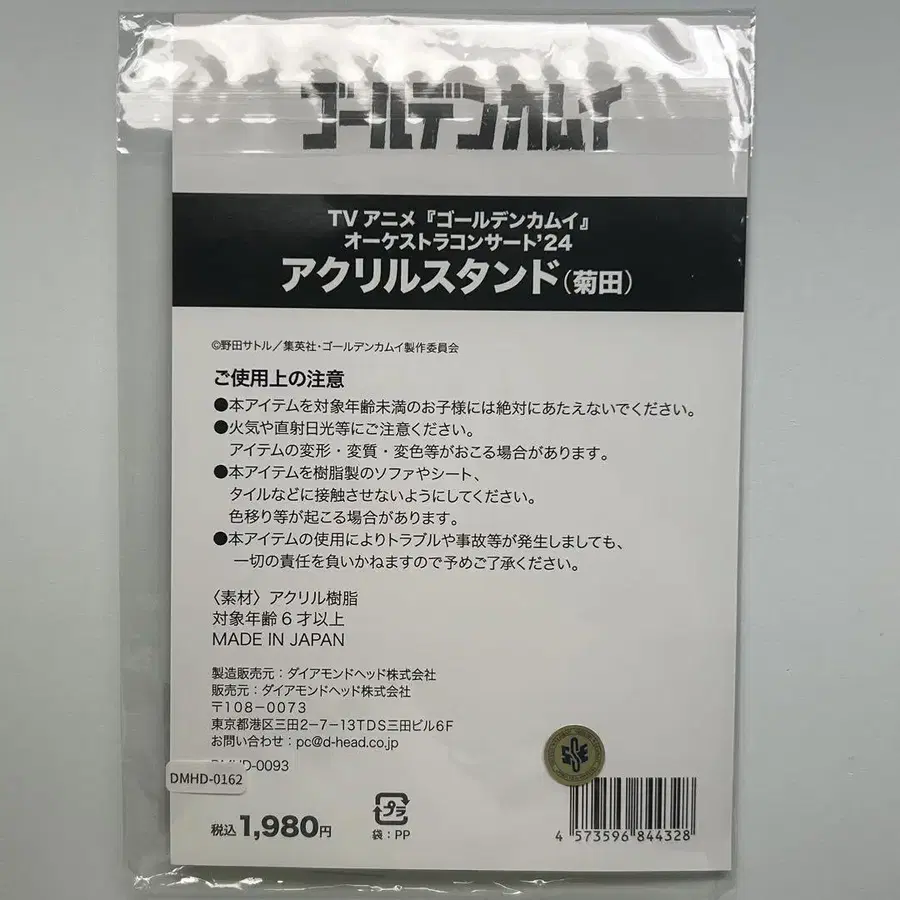 ゴールデンカムイ
TVアニメ『ゴールデンカムイ』
オーケストラコンサート'24
アクリルスタンド(菊田)
©野田サトル／集英社・ゴールデンカムイ製作委員会
ご使用上の注意
●本アイテムを対象年齢未満のお子様には絶対にあたえないでください。
●火気や直射日光等にご注意ください。
アイテムの変形・変質・変色等がおこる場合があります。
●本アイテムを樹脂製のソファやシート、
タイルなどに接触させないようにしてください。
色移り等が起こる場合があります。
●本アイテムの使用によりトラブルや事故等が発生しましても、
一切の責任を負いかねますので予めご了承ください。
〈素材〉アクリル樹脂
対象年齢6才以上
MADE IN JAPAN
製造販売元：ダイアモンドヘッド株式会社
販売元：ダイアモンドヘッド株式会社
〒108-0073
東京都港区三田2-7-13TDS三田ビル6F
お問い合わせ：pc@d-head.co.jp
DMHD-0093
DMHD-0162
税込1,980円
プラ
袋：PP
4 573596 844328